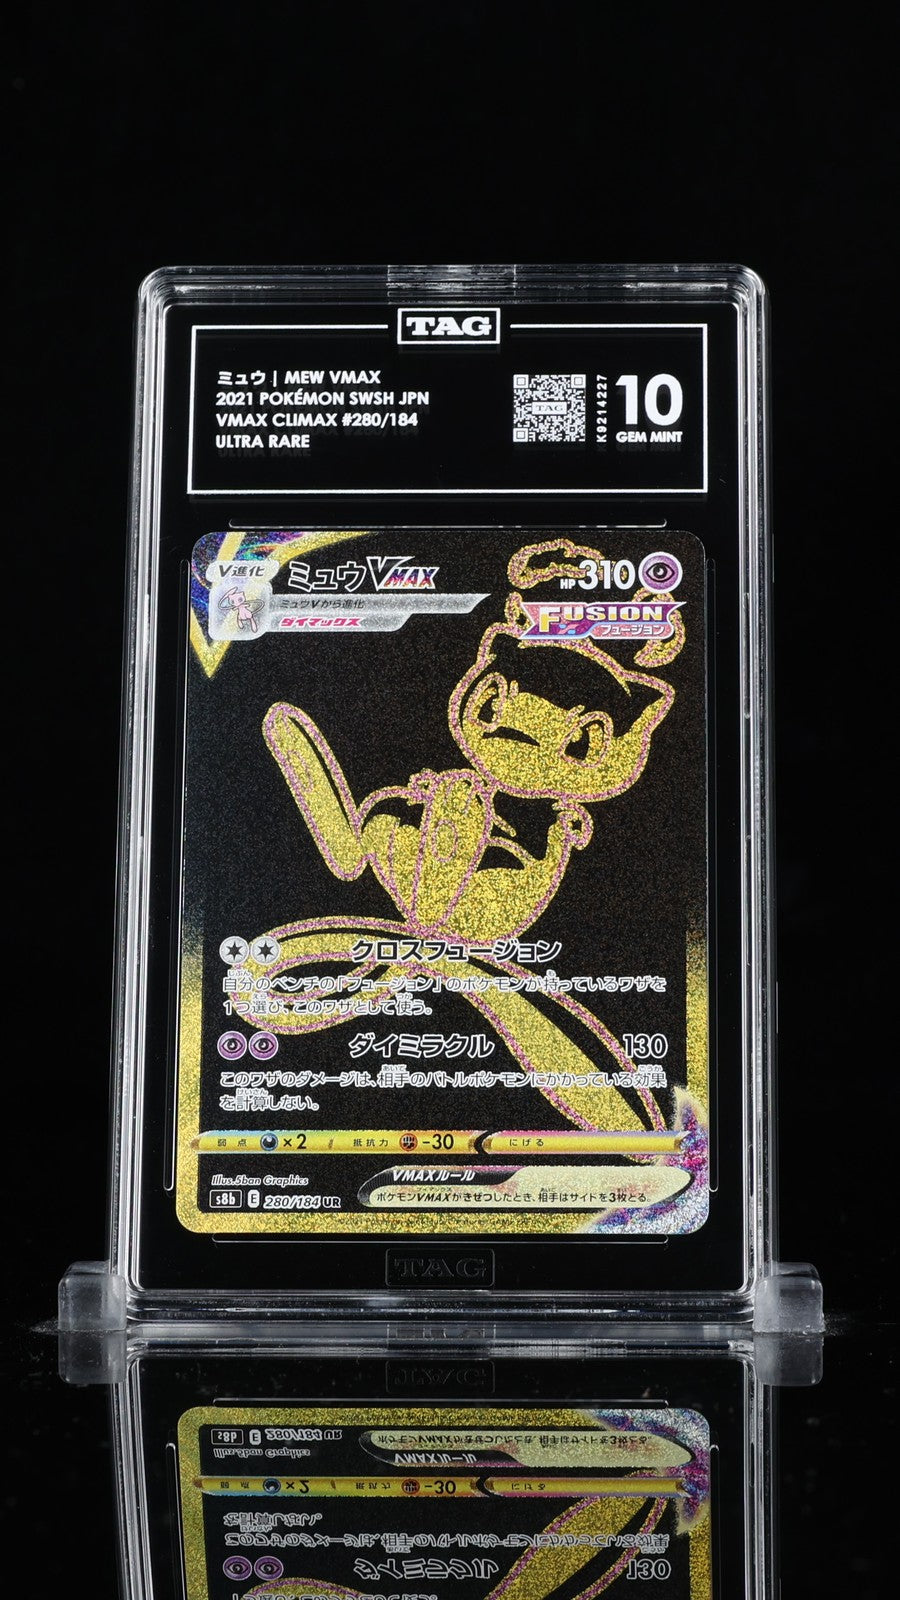 TAG
ミュウ | MEW VMAX
2021 POKÉMON SWSH JPN
VMAX CLIMAX #280/184
ULTRA RARE
TAG
K9214227
10
GEM MINT
V進化
ミュウVMAX
HP310
ミュウVから進化
ダイマックス
FUSION
フュージョン
クロスフュージョン
自分のベンチの「フュージョン」のポケモンが持っているワザを
1つ選び、このワザとして使う。
ダイミラクル 130
このワザのダメージは、相手のバトルポケモンにかかっている効果
を計算しない。
弱点 ×2 抵抗力 -30 にげる
Illus.5ban Graphics
VMAXルール
ポケモンVMAXがきぜつしたとき、相手はサイドを3枚とる。
s8b E 280/184 UR
TAG